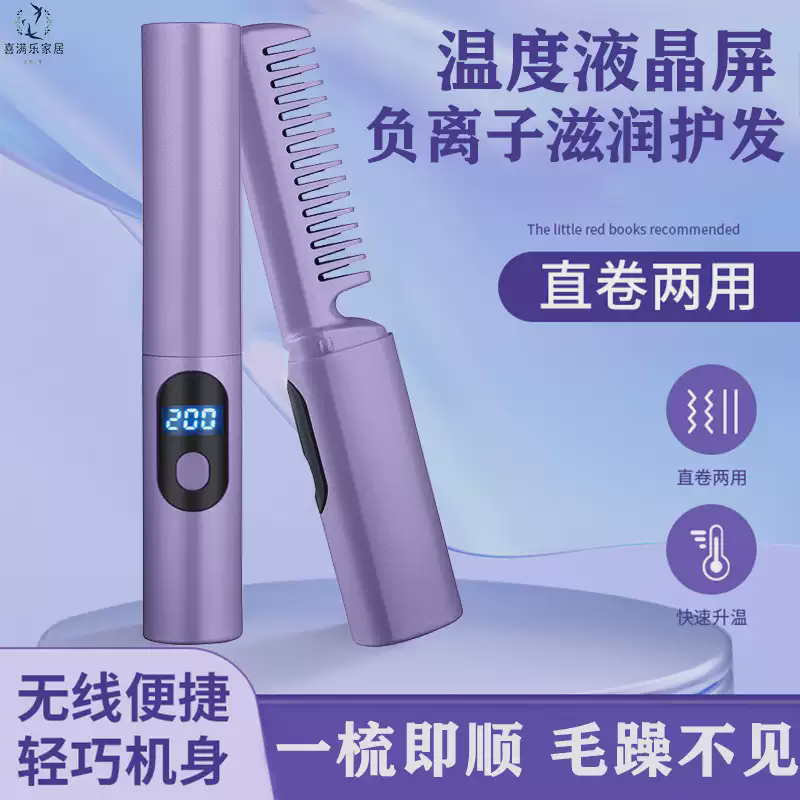 喜满乐家居
温度液晶屏
负离子滋润护发
The little red books recommended
直卷两用
200
直卷两用
快速升温
无线便捷
轻巧机身
一梳即顺 毛躁不见